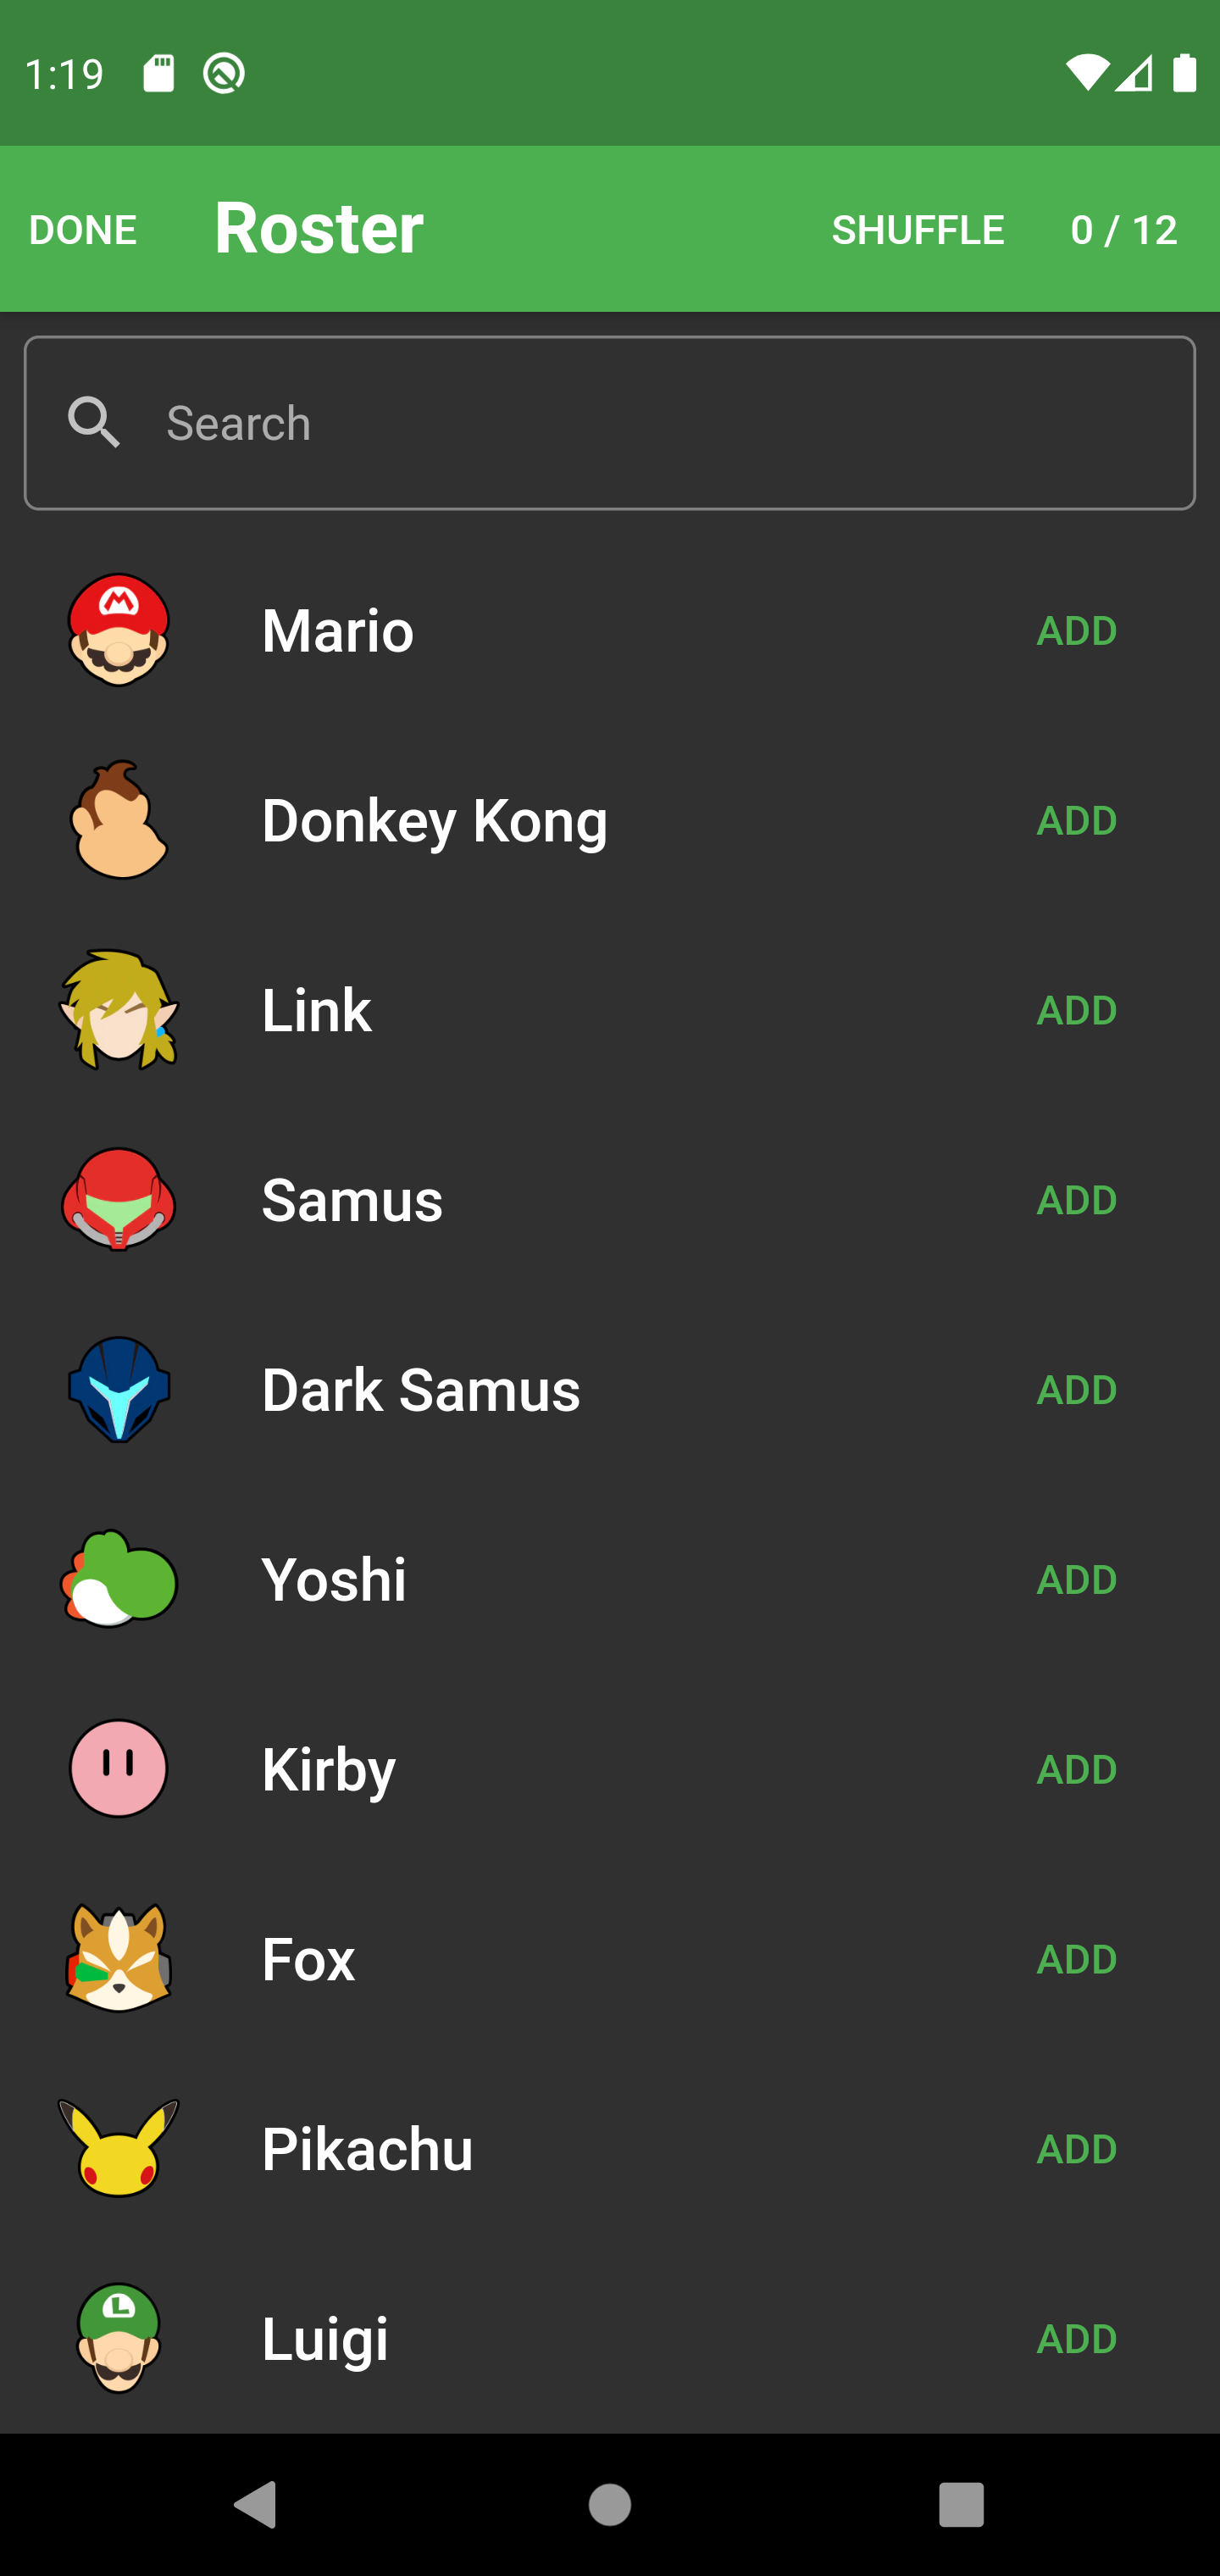 1:19
DONE Roster SHUFFLE 0 / 12
Search
Mario ADD
Donkey Kong ADD
Link ADD
Samus ADD
Dark Samus ADD
Yoshi ADD
Kirby ADD
Fox ADD
Pikachu ADD
Luigi ADD